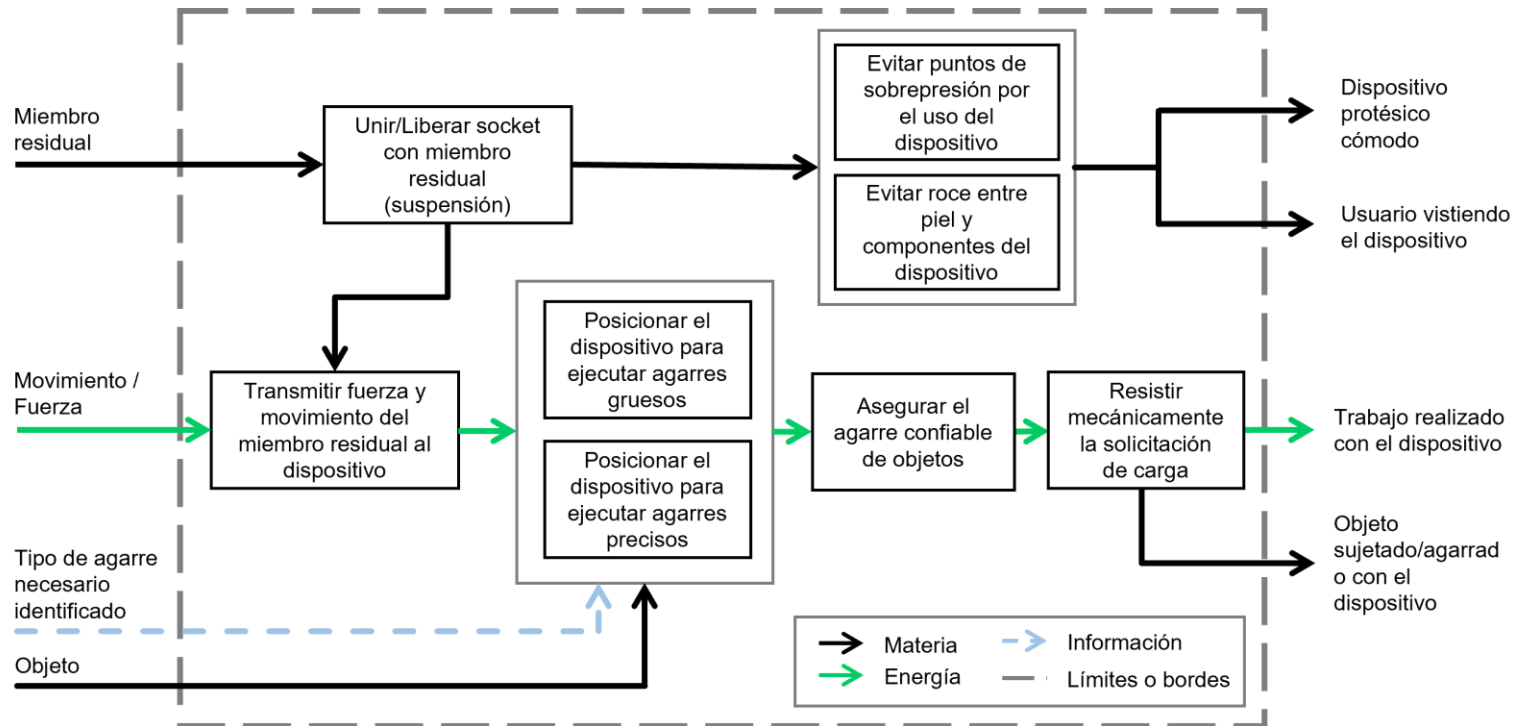 Miembro
residual
Unir/Liberar socket
con miembro
residual
(suspensión)
Evitar puntos de
sobrepresión por
el uso del
dispositivo
Evitar roce entre
piel y
componentes del
dispositivo
Dispositivo
protésico
cómodo
Usuario vistiendo
el dispositivo
Movimiento /
Fuerza
Transmitir fuerza y
movimiento del
miembro residual al
dispositivo
Posicionar el
dispositivo para
ejecutar agarres
gruesos
Posicionar el
dispositivo para
ejecutar agarres
precisos
Asegurar el
agarre confiable
de objetos
Resistir
mecánicamente
la solicitación
de carga
Trabajo realizado
con el dispositivo
Objeto
sujetado/agarrad
o con el
dispositivo
Tipo de agarre
necesario
identificado
Objeto
Materia
Información
Energía
Límites o bordes